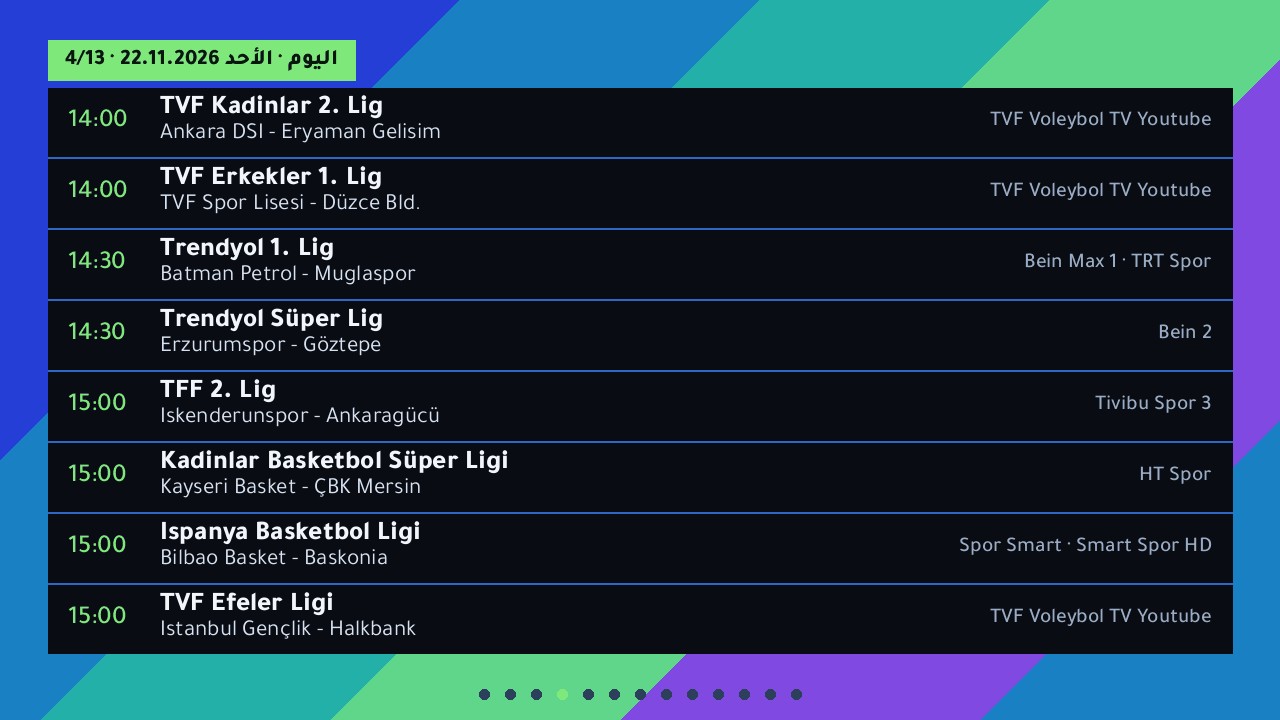 اليوم · الأحد 22.11.2026 · 4/13
14:00
TVF Kadinlar 2. Lig
Ankara DSI - Eryaman Gelisim
TVF Voleybol TV Youtube
14:00
TVF Erkekler 1. Lig
TVF Spor Lisesi - Düzce Bld.
TVF Voleybol TV Youtube
14:30
Trendyol 1. Lig
Batman Petrol - Muglaspor
Bein Max 1 · TRT Spor
14:30
Trendyol Süper Lig
Erzurumspor - Göztepe
Bein 2
15:00
TFF 2. Lig
Iskenderunspor - Ankaragücü
Tivibu Spor 3
15:00
Kadinlar Basketbol Süper Ligi
Kayseri Basket - ÇBK Mersin
HT Spor
15:00
Ispanya Basketbol Ligi
Bilbao Basket - Baskonia
Spor Smart · Smart Spor HD
15:00
TVF Efeler Ligi
Istanbul Gençlik - Halkbank
TVF Voleybol TV Youtube